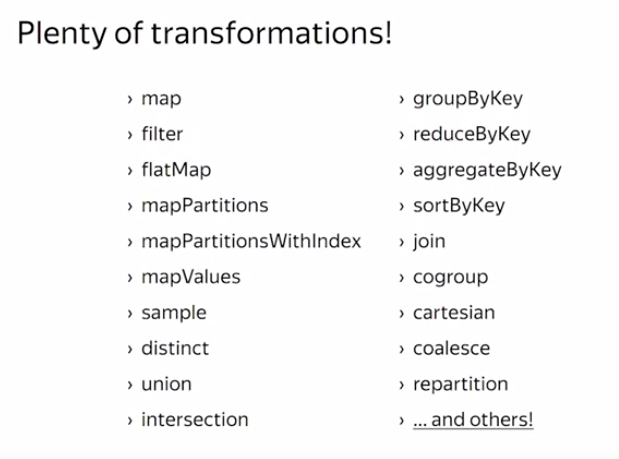 Plenty of transformations!
› map
› filter
› flatMap
› mapPartitions
› mapPartitionsWithIndex
› mapValues
› sample
› distinct
› union
› intersection
› groupByKey
› reduceByKey
› aggregateByKey
› sortByKey
› join
› cogroup
› cartesian
› coalesce
› repartition
› ... and others!